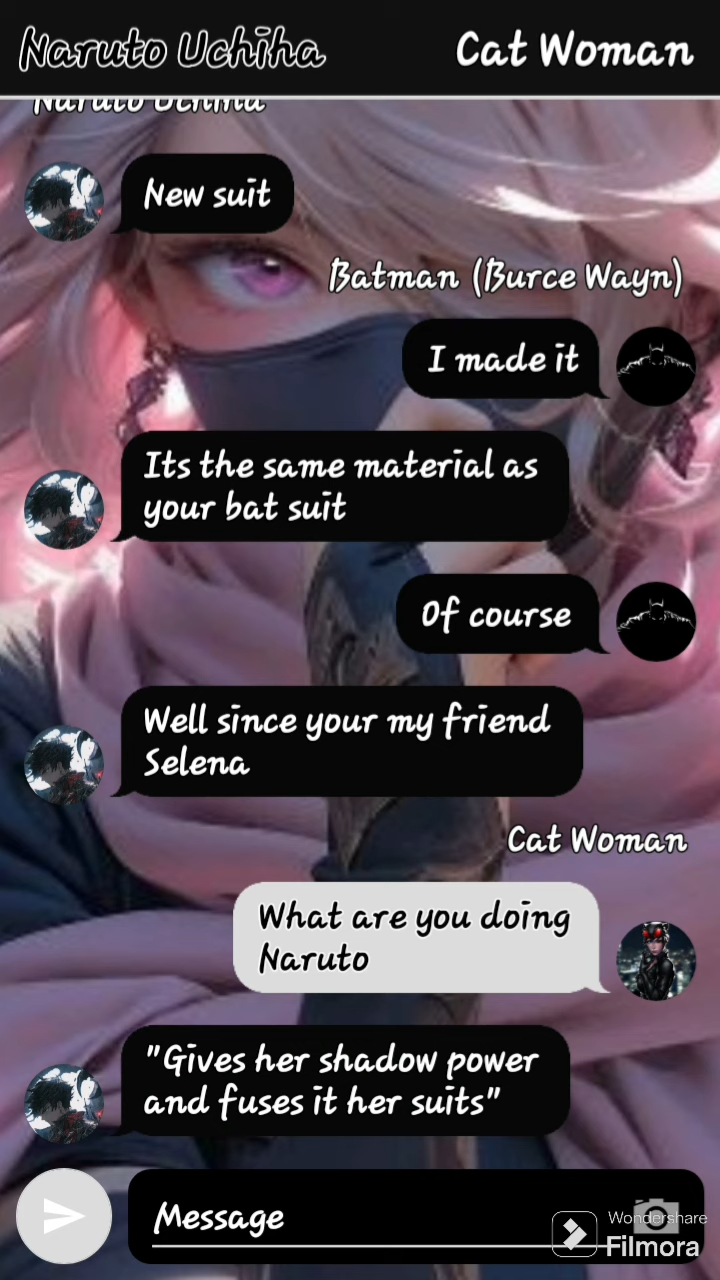 Naruto Uchiha
Cat Woman
Naruto Uchiha
New suit
Batman (Burce Wayn)
I made it
Its the same material as
your bat suit
Of course
Well since your my friend
Selena
Cat Woman
What are you doing
Naruto
"Gives her shadow power
and fuses it her suits"
Message
Wondershare
Filmora